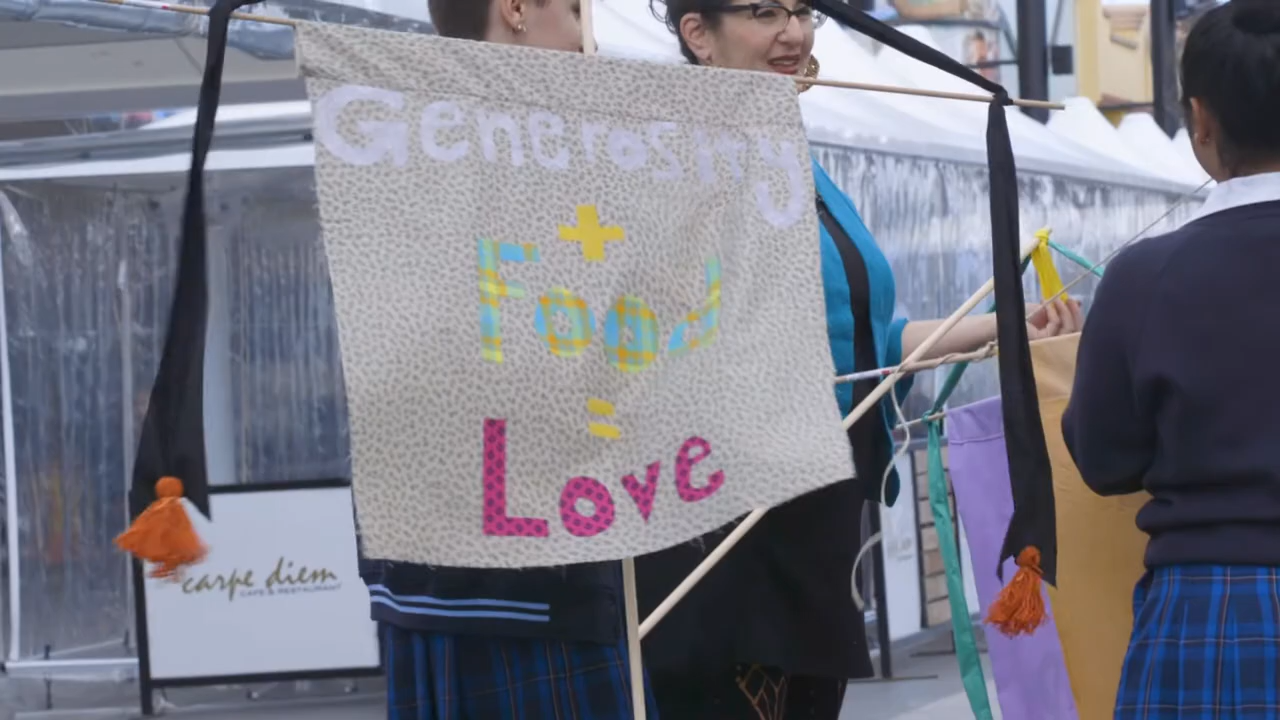 Generosity
+
Food
=
Love
carpe diem
CAFE & RESTAURANT